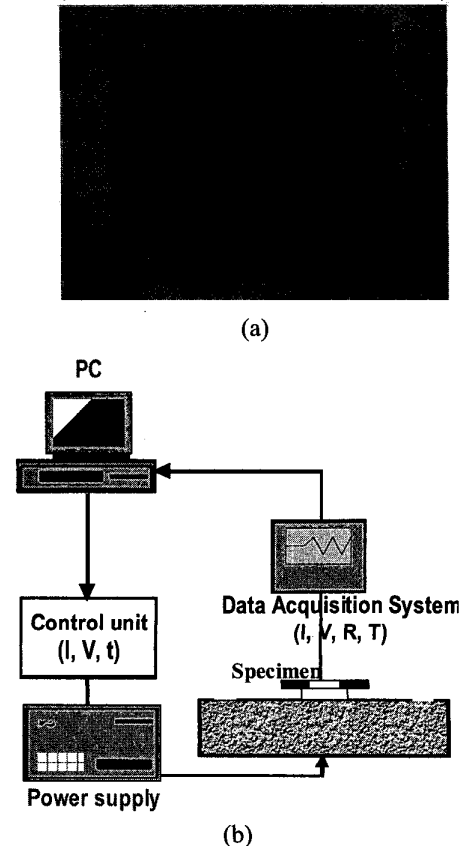 (a)
PC
Control unit
(I, V, t)
Data Acquisition System
(I, V, R, T)
Specimen
Power supply
(b)